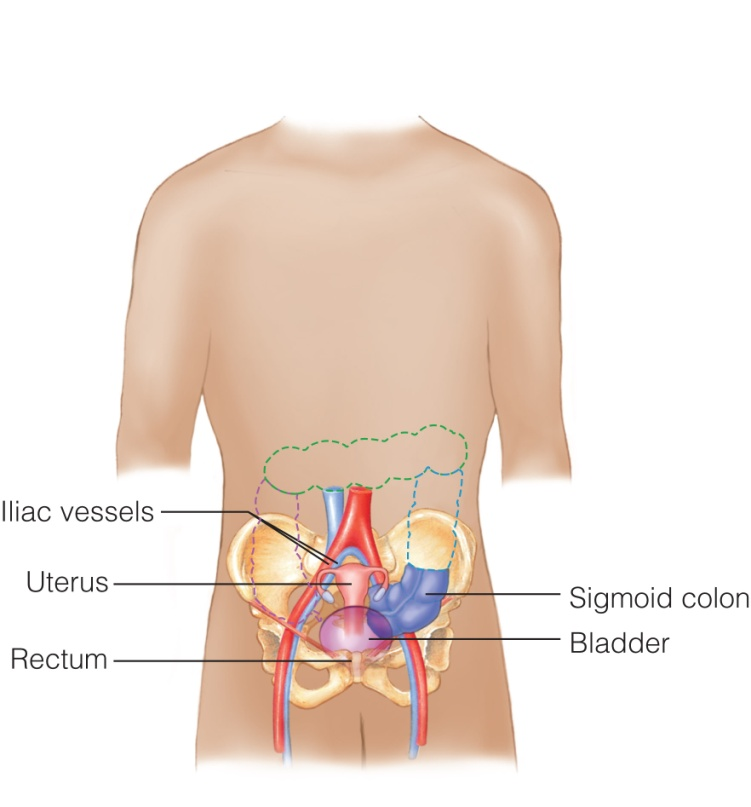 Iliac vessels
Uterus
Rectum
Sigmoid colon
Bladder